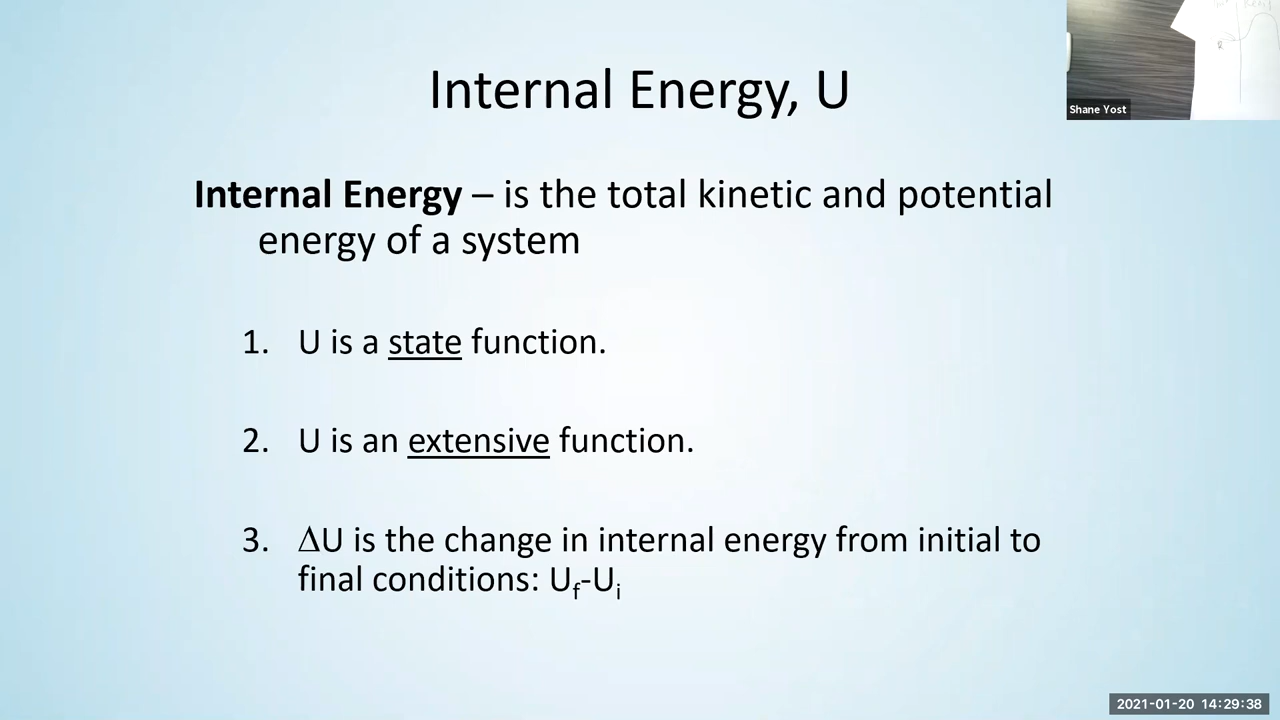 Internal Energy, U
Shane Yost
Internal Energy – is the total kinetic and potential
energy of a system
1. U is a state function.
2. U is an extensive function.
3. ΔU is the change in internal energy from initial to
final conditions: U_f-U_i
2021-01-20 14:29:38